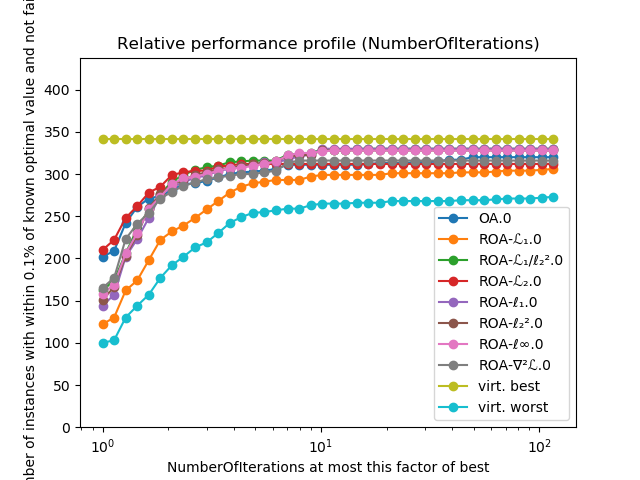 Relative performance profile (NumberOfIterations)
of instances with within 0.1% of known optimal value and not
400
350
300
250
200
150
100
50
0
10⁰
10¹
10²
NumberOfIterations at most this factor of best
OA.0
ROA-ℒ₁.0
ROA-ℒ₁/ℓ₂².0
ROA-ℒ₂.0
ROA-ℓ₁.0
ROA-ℓ₂².0
ROA-ℓ∞.0
ROA-∇²ℒ.0
virt. best
virt. worst